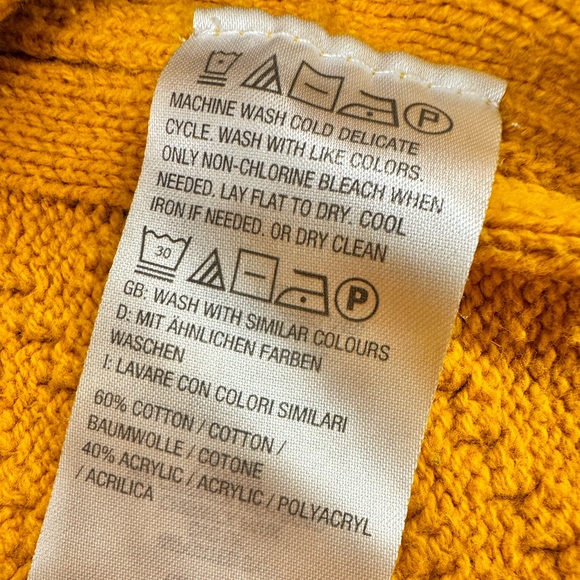 P
MACHINE WASH COLD DELICATE
CYCLE. WASH WITH LIKE COLORS.
ONLY NON-CHLORINE BLEACH WHEN
NEEDED. LAY FLAT TO DRY. COOL
IRON IF NEEDED. OR DRY CLEAN
30 P
GB: WASH WITH SIMILAR COLOURS
D: MIT ÄHNLICHEN FARBEN
WASCHEN
I: LAVARE CON COLORI SIMILARI
60% COTTON / COTTON /
BAUMWOLLE / COTONE
40% ACRYLIC / ACRYLIC / POLYACRYL
/ ACRILICA